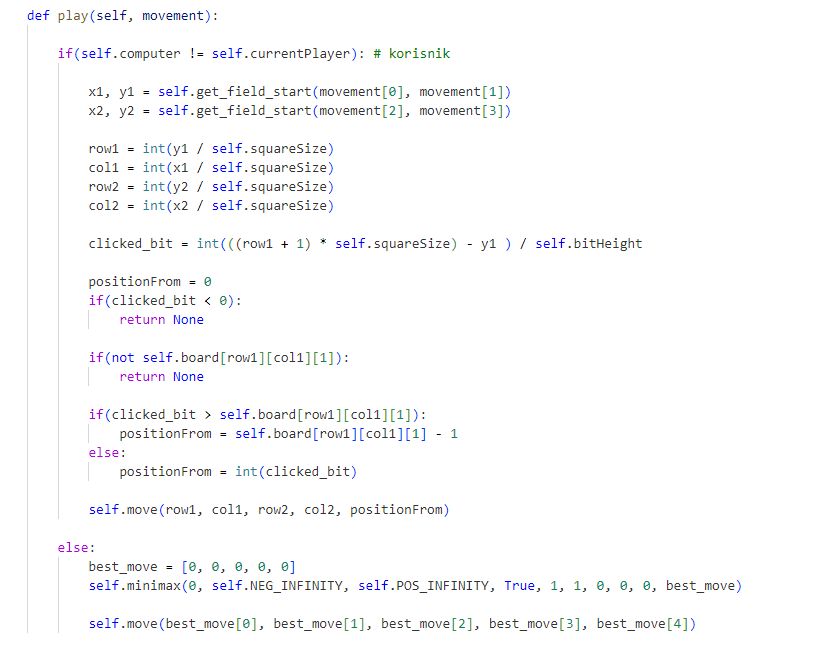 def play(self, movement):
if(self.computer != self.currentPlayer): # korisnik
x1, y1 = self.get_field_start(movement[0], movement[1])
x2, y2 = self.get_field_start(movement[2], movement[3])
row1 = int(y1 / self.squareSize)
col1 = int(x1 / self.squareSize)
row2 = int(y2 / self.squareSize)
col2 = int(x2 / self.squareSize)
clicked_bit = int(((row1 + 1) * self.squareSize) - y1 ) / self.bitHeight
positionFrom = 0
if(clicked_bit < 0):
return None
if(not self.board[row1][col1][1]):
return None
if(clicked_bit > self.board[row1][col1][1]):
positionFrom = self.board[row1][col1][1] - 1
else:
positionFrom = int(clicked_bit)
self.move(row1, col1, row2, col2, positionFrom)
else:
best_move = [0, 0, 0, 0, 0]
self.minimax(0, self.NEG_INFINITY, self.POS_INFINITY, True, 1, 1, 0, 0, 0, best_move)
self.move(best_move[0], best_move[1], best_move[2], best_move[3], best_move[4])